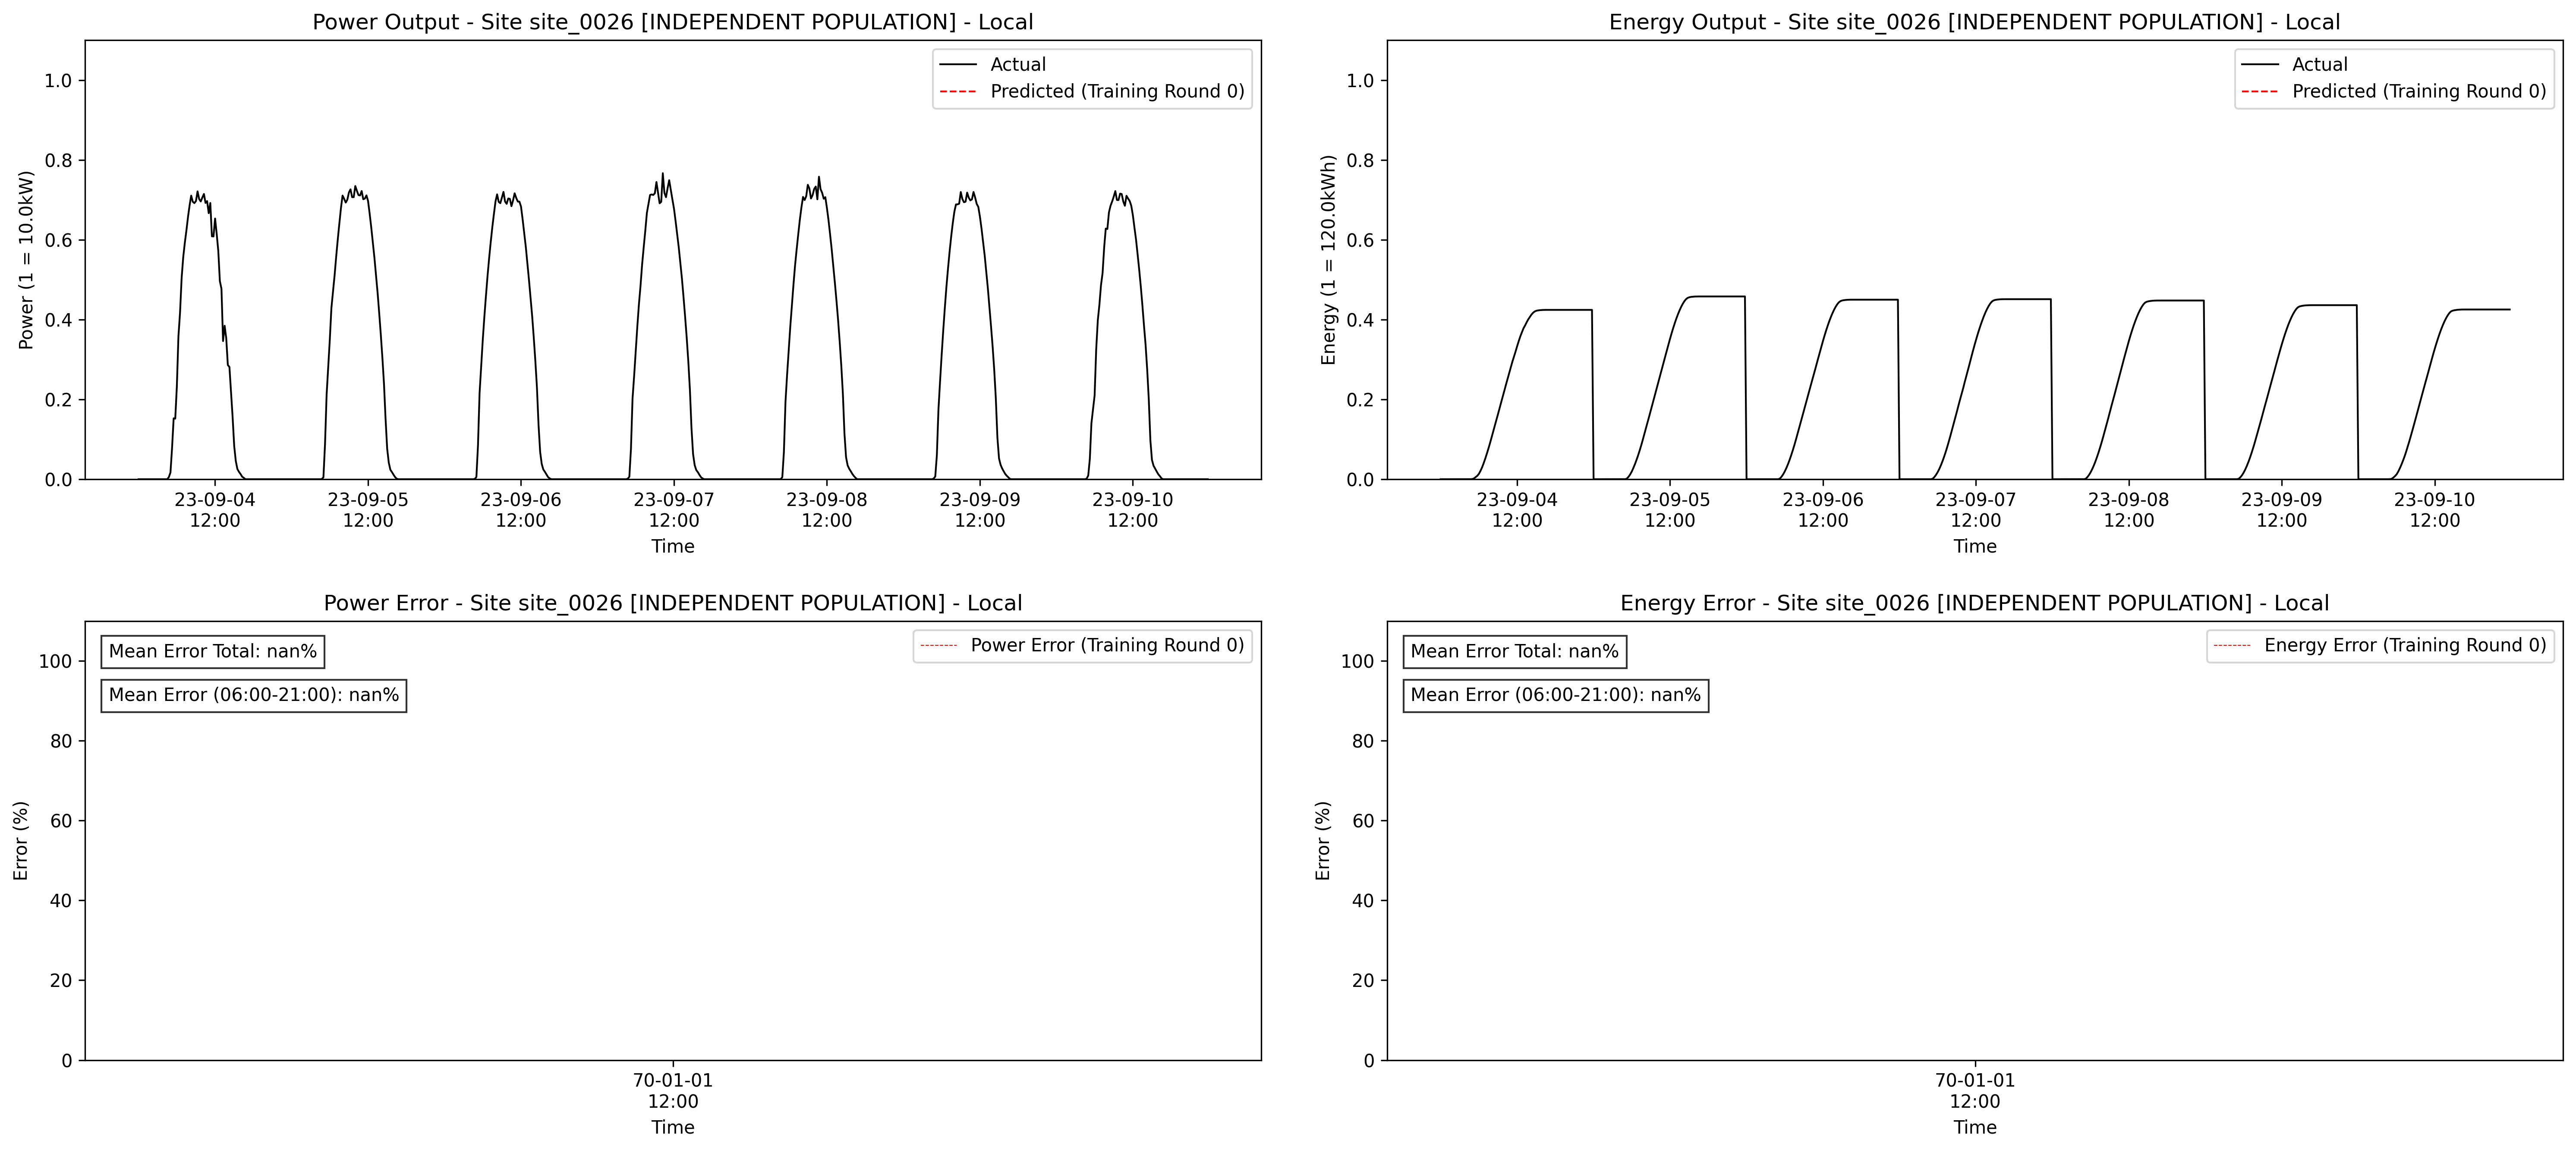 Power Output - Site site_0026 [INDEPENDENT POPULATION] - Local
Actual
Predicted (Training Round 0)
Power (1 = 10.0kW)
1.0
0.8
0.6
0.4
0.2
0.0
23-09-04 12:00
23-09-05 12:00
23-09-06 12:00
23-09-07 12:00
23-09-08 12:00
23-09-09 12:00
23-09-10 12:00
Time
Energy Output - Site site_0026 [INDEPENDENT POPULATION] - Local
Actual
Predicted (Training Round 0)
Energy (1 = 120.0kWh)
1.0
0.8
0.6
0.4
0.2
0.0
23-09-04 12:00
23-09-05 12:00
23-09-06 12:00
23-09-07 12:00
23-09-08 12:00
23-09-09 12:00
23-09-10 12:00
Time
Power Error - Site site_0026 [INDEPENDENT POPULATION] - Local
Mean Error Total: nan%
Mean Error (06:00-21:00): nan%
Power Error (Training Round 0)
Error (%)
100
80
60
40
20
0
70-01-01
12:00
Time
Energy Error - Site site_0026 [INDEPENDENT POPULATION] - Local
Mean Error Total: nan%
Mean Error (06:00-21:00): nan%
Energy Error (Training Round 0)
Error (%)
100
80
60
40
20
0
70-01-01
12:00
Time